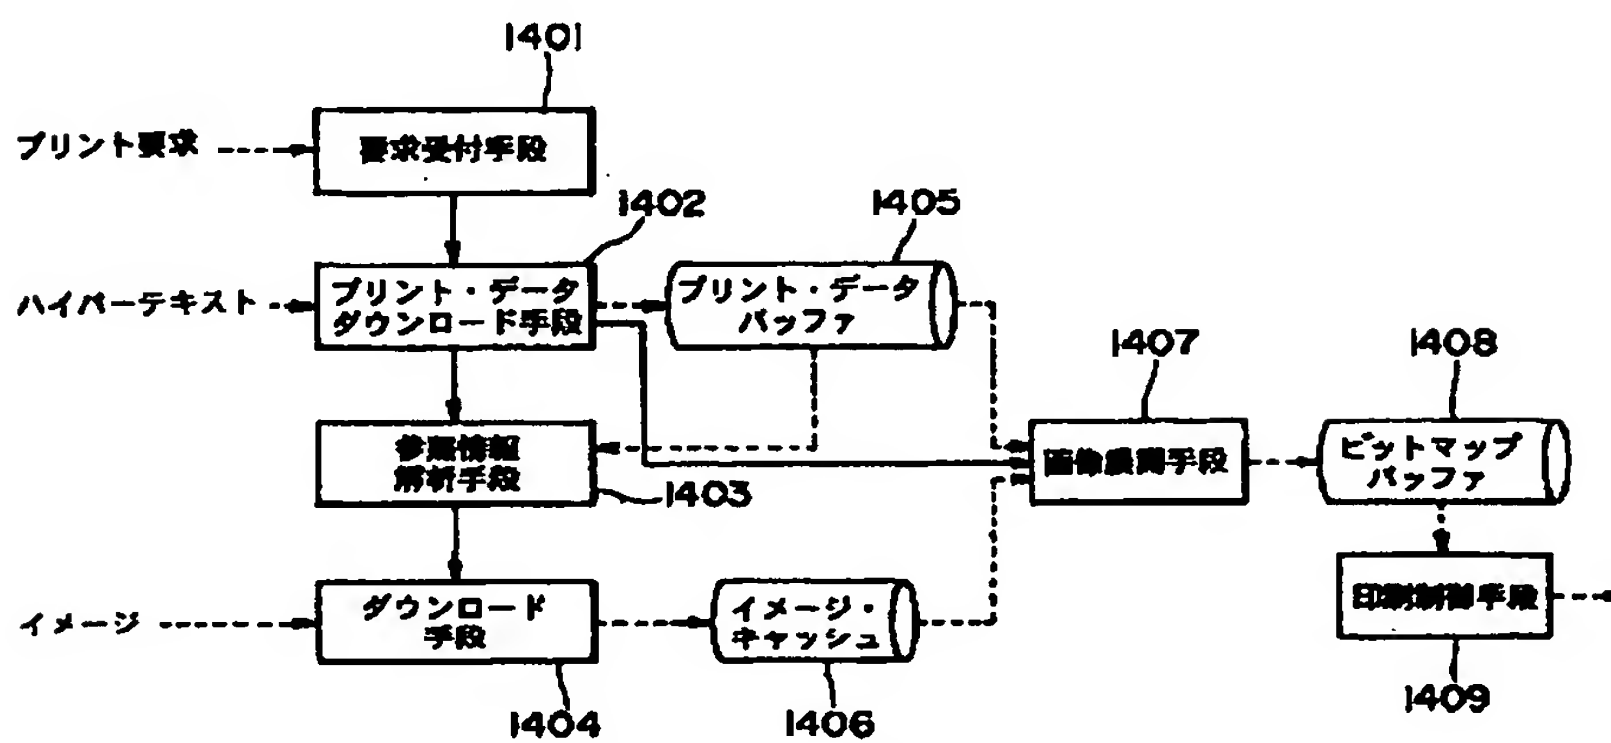 1401
プリント要求
要求受付手段
1402
1405
ハイパーテキスト
プリント・データ
ダウンロード手段
プリント・データ
バッファ
1407
1408
参照情報
解析手段
1403
画像展開手段
ビットマップ
バッファ
イメージ
ダウンロード
手段
イメージ・
キャッシュ
印刷制御手段
1409
1404
1406